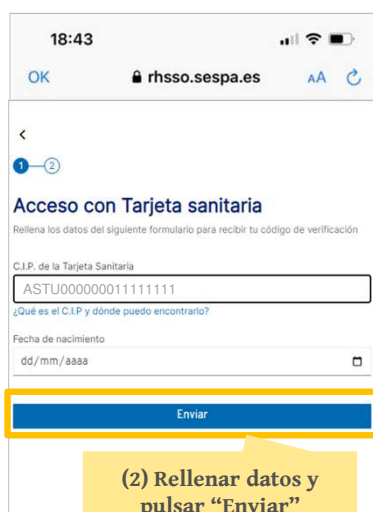 18:43
OK rhsso.sespa.es AA
1 2
Acceso con Tarjeta sanitaria
Rellena los datos del siguiente formulario para recibir tu código de verificación
C.I.P. de la Tarjeta Sanitaria
ASTU000000011111111
¿Qué es el C.I.P y dónde puedo encontrarlo?
Fecha de nacimiento
dd/mm/aaaa
Enviar
(2) Rellenar datos y
pulsar “Enviar”